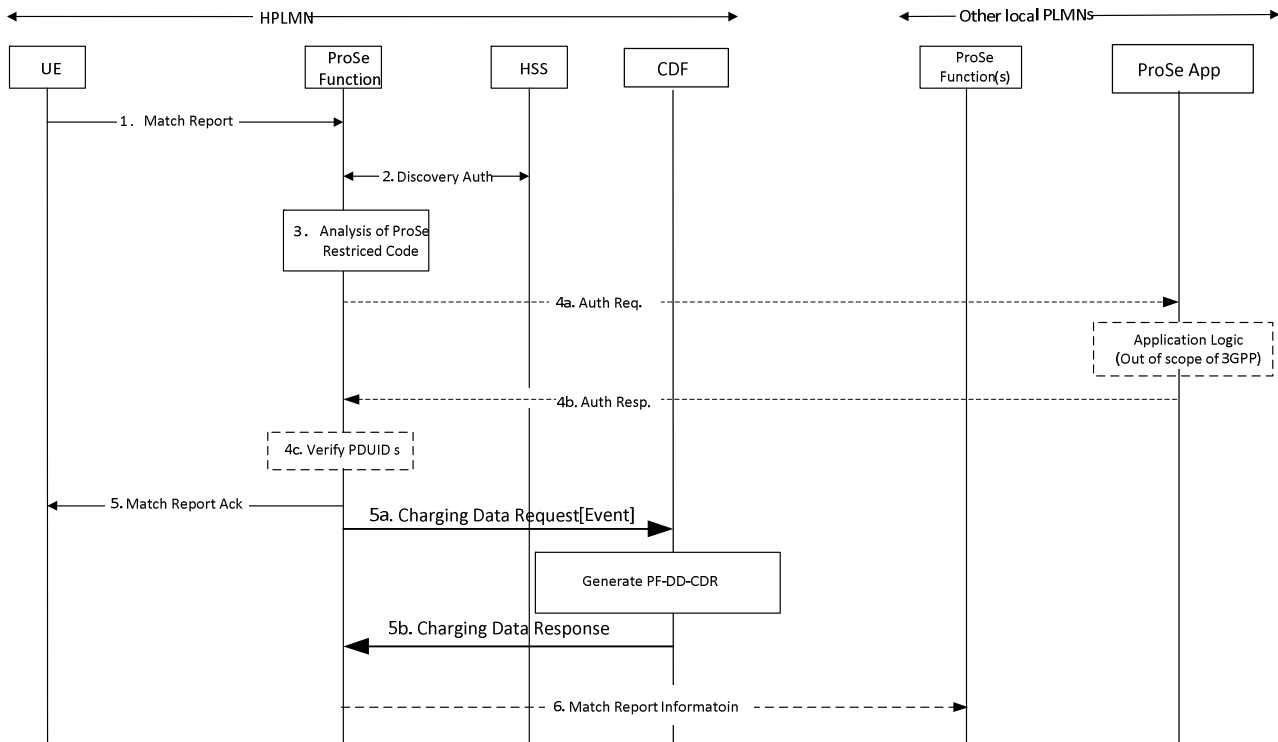 HPLMN
Other local PLMNs
UE
ProSe
Function
HSS
CDF
ProSe
Function(s)
ProSe App
1. Match Report
2. Discovery Auth
3. Analysis of ProSe
Restriced Code
4a. Auth Req.
Application Logic
(Out of scope of 3GPP)
4b. Auth Resp.
4c. Verify PDUID s
5. Match Report Ack
5a. Charging Data Request[Event]
Generate PF-DD-CDR
5b. Charging Data Response
6. Match Report Informatoin